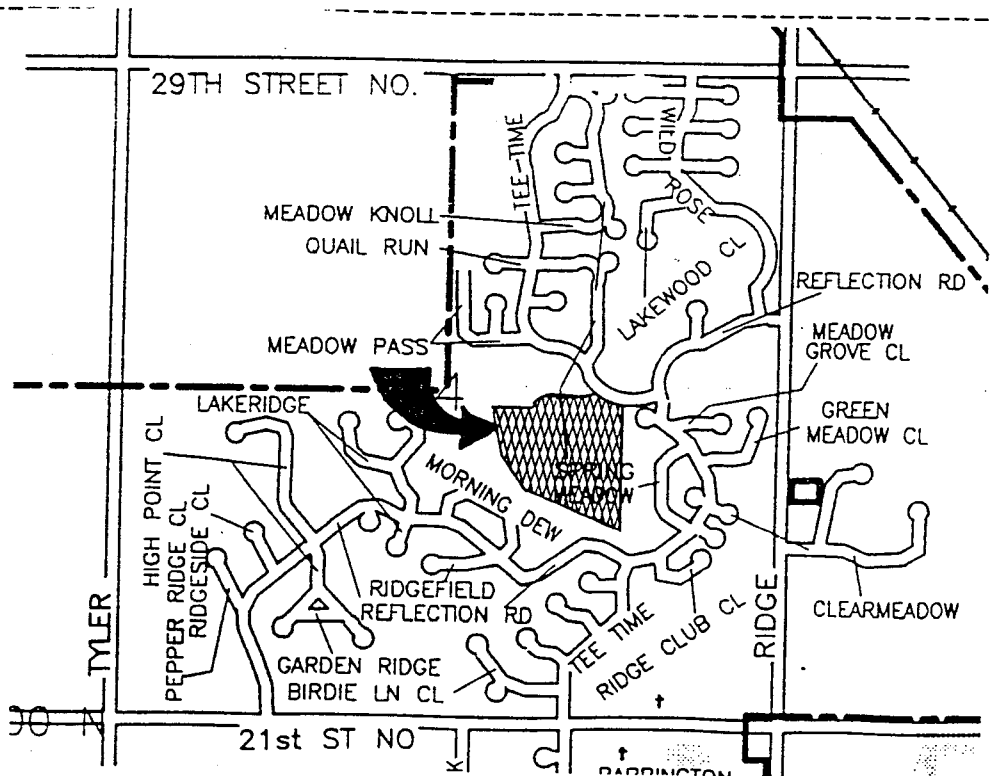 29TH STREET NO.
TEE-TIME
WILD
ROSE
MEADOW KNOLL
QUAIL RUN
LAKEWOOD CL
REFLECTION RD
MEADOW
GROVE CL
MEADOW PASS
4
LAKERIDGE
GREEN
MEADOW CL
HIGH POINT CL
PEPPER RIDGE CL
RIDGESIDE CL
MORNING DEW
SPRING
MEADOW
RIDGEFIELD
REFLECTION RD
TEE TIME
RIDGE CLUB CL
CLEARMEADOW
TYLER
RIDGE
GARDEN RIDGE
BIRDIE LN CL
21st ST NO
K
BARRINGTON